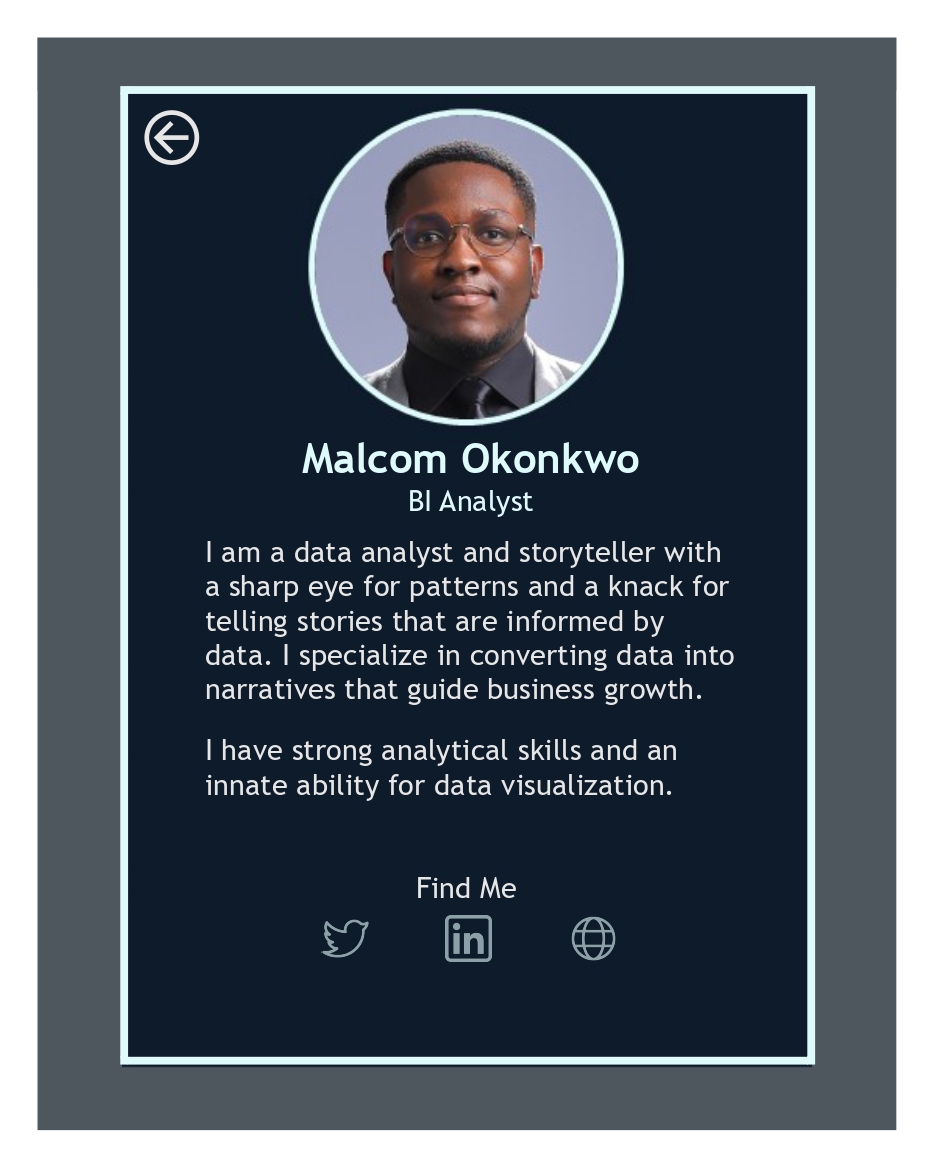 Malcom Okonkwo
BI Analyst
I am a data analyst and storyteller with
a sharp eye for patterns and a knack for
telling stories that are informed by
data. I specialize in converting data into
narratives that guide business growth.
I have strong analytical skills and an
innate ability for data visualization.
Find Me
in